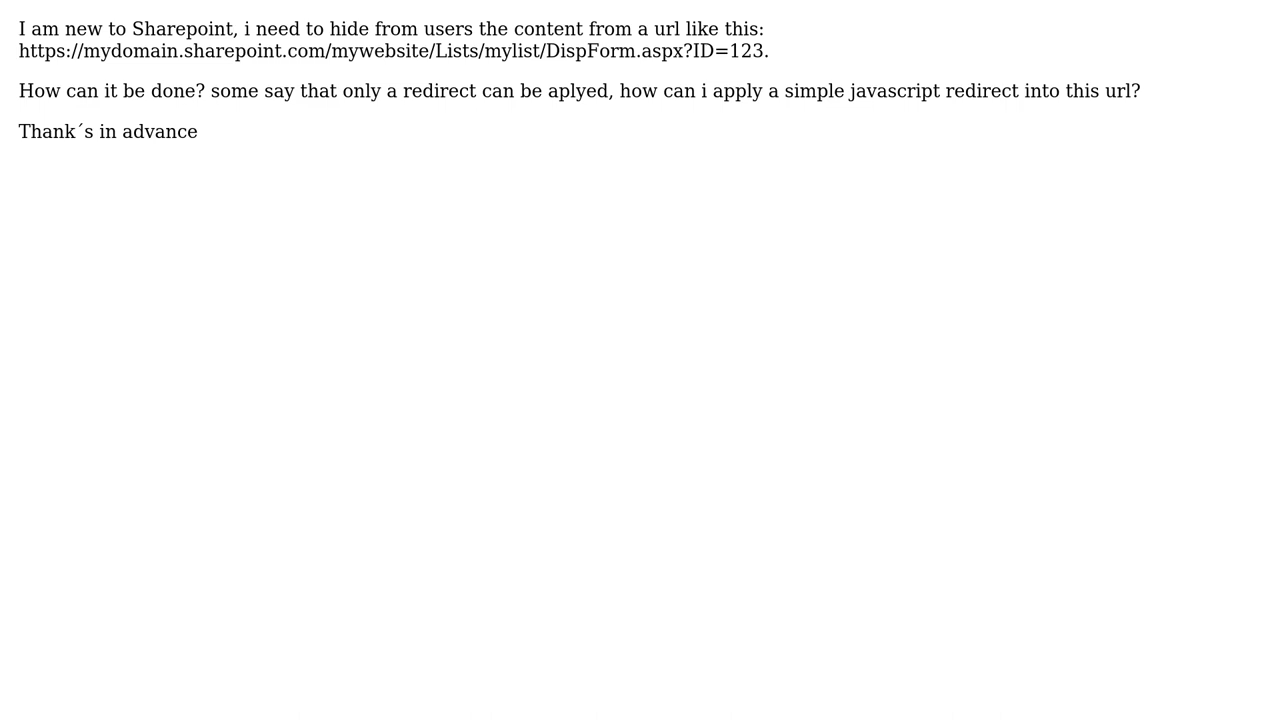 I am new to Sharepoint, i need to hide from users the content from a url like this:
https://mydomain.sharepoint.com/mywebsite/Lists/mylist/DispForm.aspx?ID=123.
How can it be done? some say that only a redirect can be aplyed, how can i apply a simple javascript redirect into this url?
Thank´s in advance